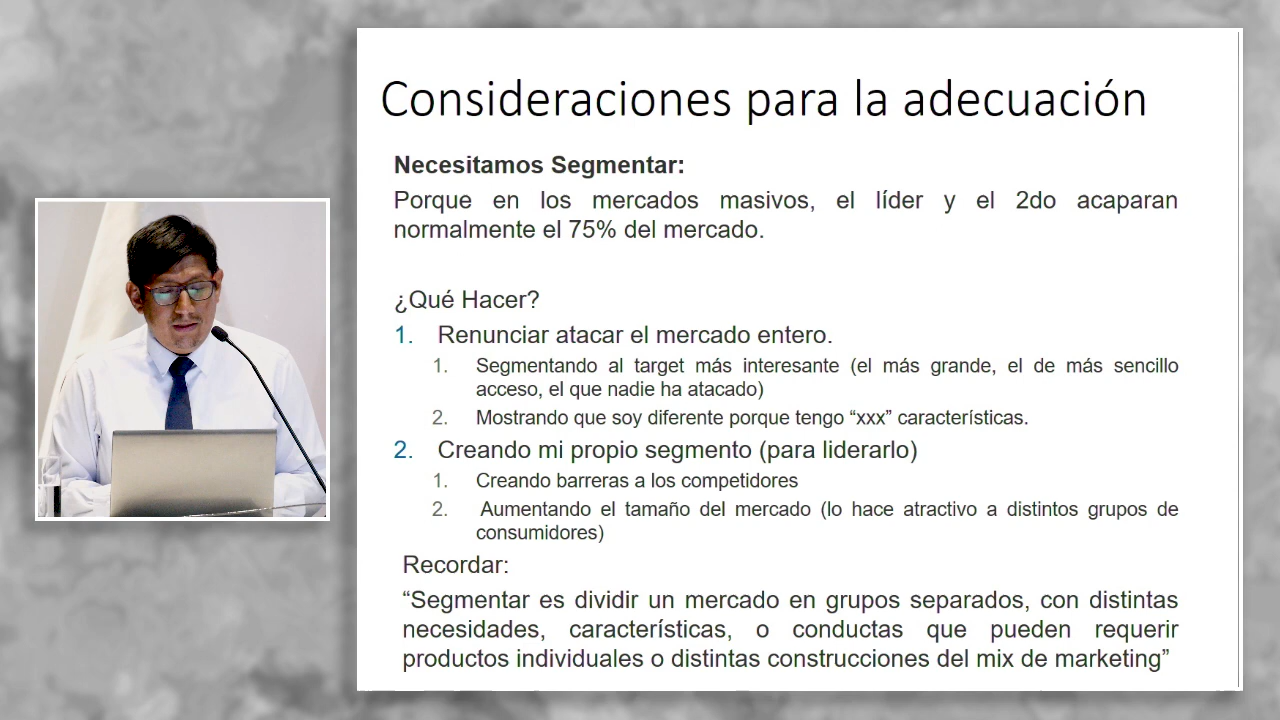 Consideraciones para la adecuación
Necesitamos Segmentar:
Porque en los mercados masivos, el líder y el 2do acaparan
normalmente el 75% del mercado.
¿Qué Hacer?
1. Renunciar atacar el mercado entero.
1. Segmentando al target más interesante (el más grande, el de más sencillo
acceso, el que nadie ha atacado)
2. Mostrando que soy diferente porque tengo “xxx” características.
2. Creando mi propio segmento (para liderarlo)
1. Creando barreras a los competidores
2. Aumentando el tamaño del mercado (lo hace atractivo a distintos grupos de
consumidores)
Recordar:
“Segmentar es dividir un mercado en grupos separados, con distintas
necesidades, características, o conductas que pueden requerir
productos individuales o distintas construcciones del mix de marketing”